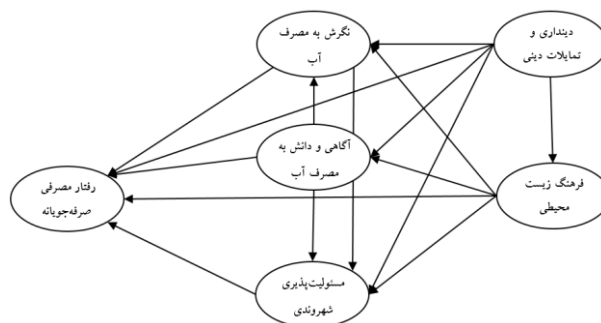 دینداری و
تمایلات دینی
نگرش به مصرف
آب
آگاهی و دانش به
مصرف آب
فرهنگ زیست
محیطی
رفتار مصرفی
صرفه‌جویانه
مسئولیت‌پذیری
شهروندی